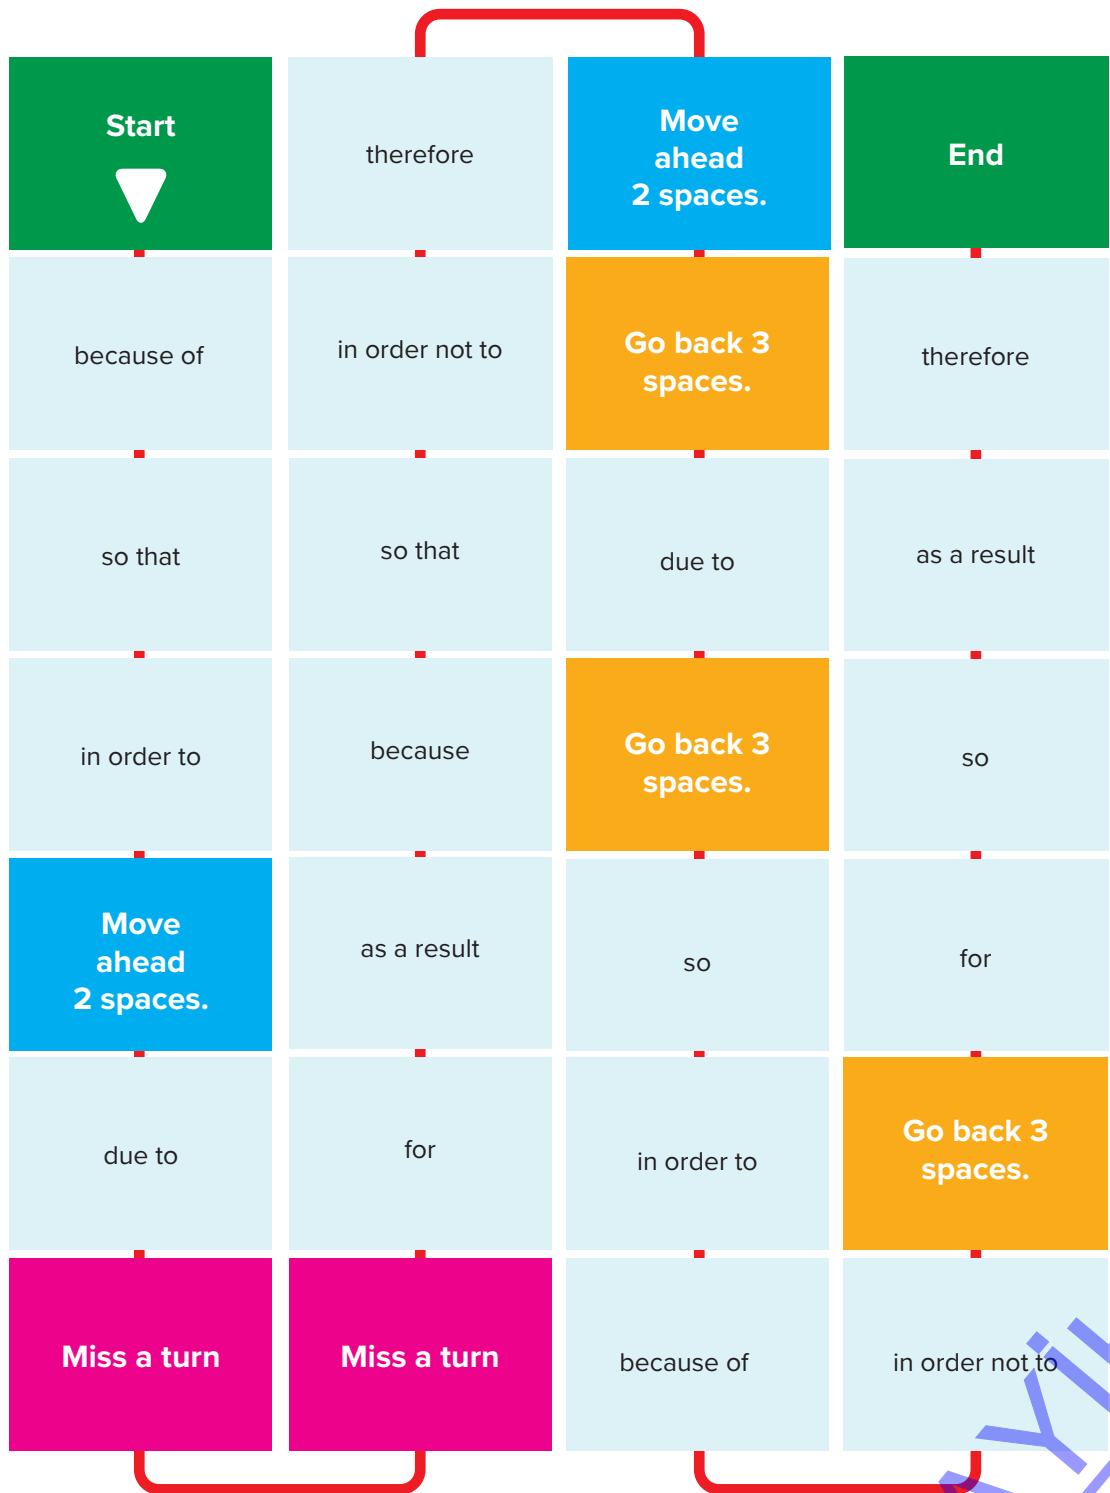 Start
therefore
Move
ahead
2 spaces.
End
because of
in order not to
Go back 3
spaces.
therefore
so that
so that
due to
as a result
in order to
because
Go back 3
spaces.
so
Move
ahead
2 spaces.
as a result
so
for
due to
for
in order to
Go back 3
spaces.
Miss a turn
Miss a turn
because of
in order not to